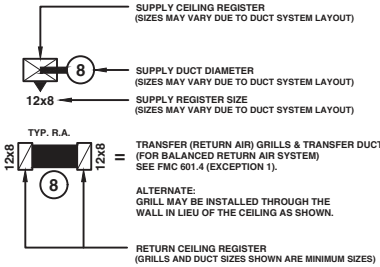 SUPPLY CEILING REGISTER
(SIZES MAY VARY DUE TO DUCT SYSTEM LAYOUT)
8
SUPPLY DUCT DIAMETER
(SIZES MAY VARY DUE TO DUCT SYSTEM LAYOUT)
12x8
SUPPLY REGISTER SIZE
(SIZES MAY VARY DUE TO DUCT SYSTEM LAYOUT)
TYP. R.A.
12x8
12x8
8
=
TRANSFER (RETURN AIR) GRILLS & TRANSFER DUCT
(FOR BALANCED RETURN AIR SYSTEM)
SEE FMC 601.4 (EXCEPTION 1).
ALTERNATE:
GRILL MAY BE INSTALLED THROUGH THE
WALL IN LIEU OF THE CEILING AS SHOWN.
RETURN CEILING REGISTER
(GRILLS AND DUCT SIZES SHOWN ARE MINIMUM SIZES)